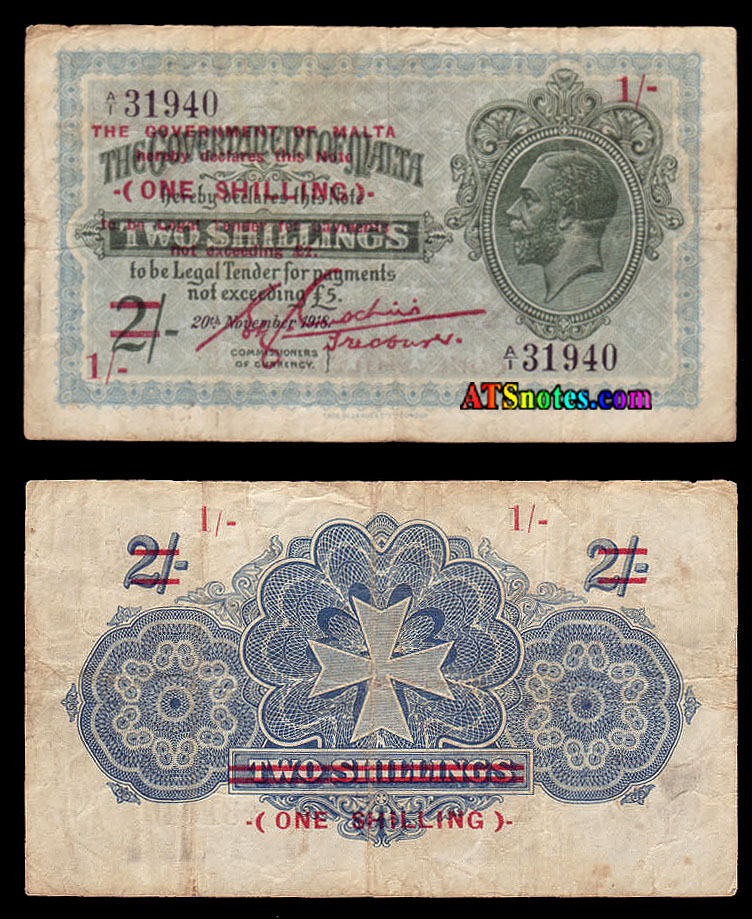 A/1 31940
1/-
THE GOVERNMENT OF MALTA
THE GOVERNMENT OF MALTA
hereby declares this Note
-( ONE SHILLING )-
hereby declares this Note
to be Legal Tender for payments
TWO SHILLINGS
not exceeding £2.
to be Legal Tender for payments
not exceeding £5.
2/-
20th November 1918.
1/-
COMMISSIONERS
OF CURRENCY.
A/1 31940
ATSnotes.com
1/- 1/-
2/- 2/-
TWO SHILLINGS
-( ONE SHILLING )-